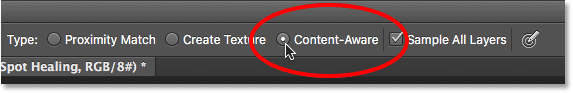 Type: Proximity Match Create Texture Content-Aware Sample All Layers
Spot Healing, RGB/8#) *